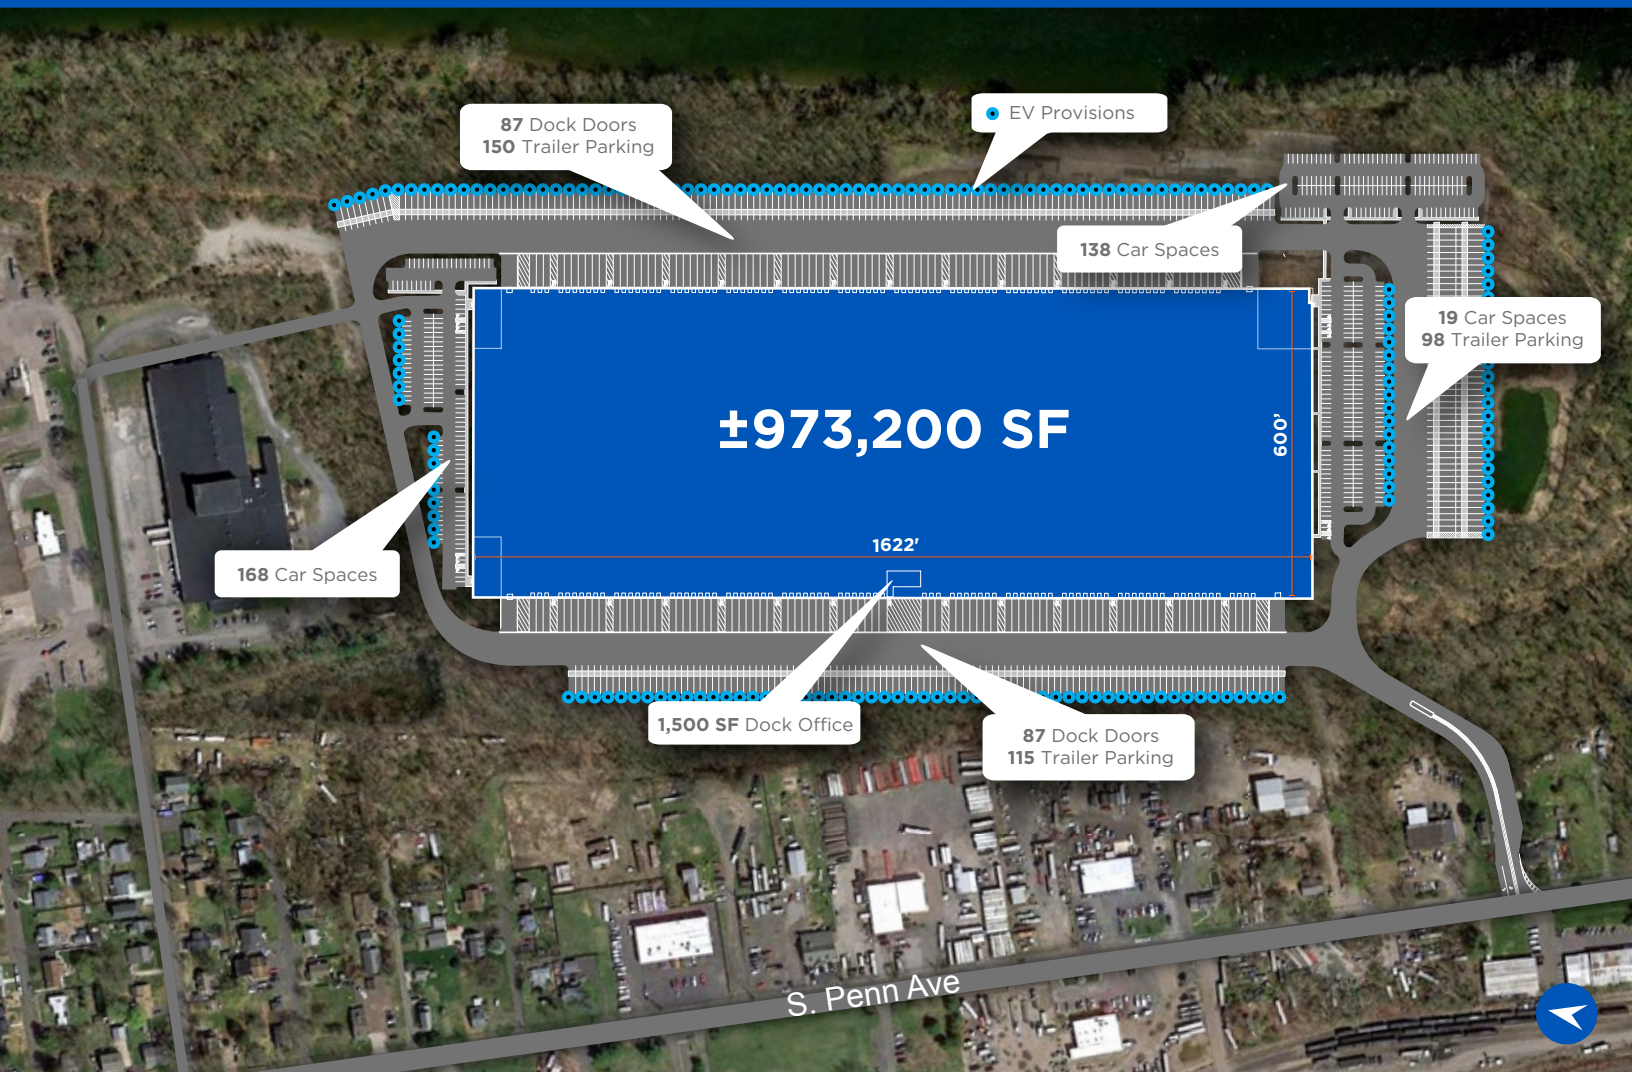 87 Dock Doors
150 Trailer Parking
EV Provisions
138 Car Spaces
19 Car Spaces
98 Trailer Parking
±973,200 SF
600'
1622'
168 Car Spaces
1,500 SF Dock Office
87 Dock Doors
115 Trailer Parking
S. Penn Ave